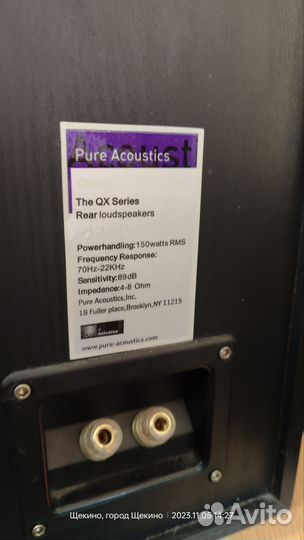 Acoust
Pure Acoustics
The QX Series
Rear loudspeakers
Powerhandling:150watts RMS
Frequency Response:
70Hz-22KHz
Sensitivity:89dB
Impedance:4-8 Ohm
Pure Acoustics,Inc.
18 Fuller place,Brooklyn,NY 11215
Acoustics
www.pure-acoustics.com
Щекино, город Щекино | 2023.11.05 14:27
Avito